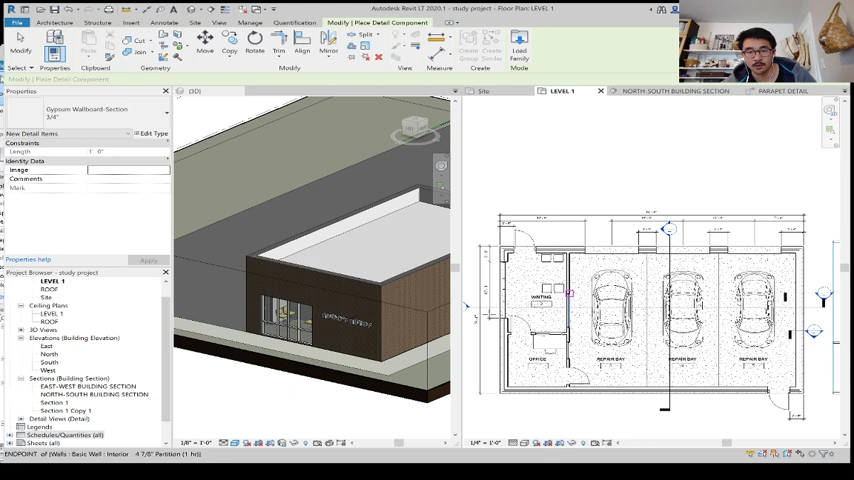 Autodesk Revit LT 2020.1 - study project - Floor Plan: LEVEL 1
File
Architecture
Structure
Insert
Annotate
Site
View
Manage
Quantification
Modify | Place Detail Component
Modify
Paste
Cut
Join
Move
Copy
Rotate
Trim
Align
Mirror
Split
Measure
Create Group
Create Similar
Load Family
Select
Properties
Clipboard
Geometry
Modify
View
Measure
Create
Mode
Modify | Place Detail Component
Properties
Gypsum Wallboard-Section
3/4"
New Detail Items
Edit Type
Constraints
Length
1' 0"
Identity Data
Image
Comments
Mark
Properties help
Apply
Project Browser - study project
LEVEL 1
ROOF
Site
Ceiling Plans
LEVEL 1
ROOF
3D Views
Elevations (Building Elevation)
East
North
South
West
Sections (Building Section)
EAST-WEST BUILDING SECTION
NORTH-SOUTH BUILDING SECTION
Section 1
Section 1 Copy 1
Detail Views (Detail)
Legends
Schedules/Quantities (all)
Sheets (all)
{3D}
Site
LEVEL 1
NORTH-SOUTH BUILDING SECTION
PARAPET DETAIL
WAITING
OFFICE
REPAIR BAY
REPAIR BAY
REPAIR BAY
1/8" = 1'-0"
1/4" = 1'-0"
ENDPOINT of (Walls : Basic Wall : Interior - 4 7/8" Partition (1 hr))